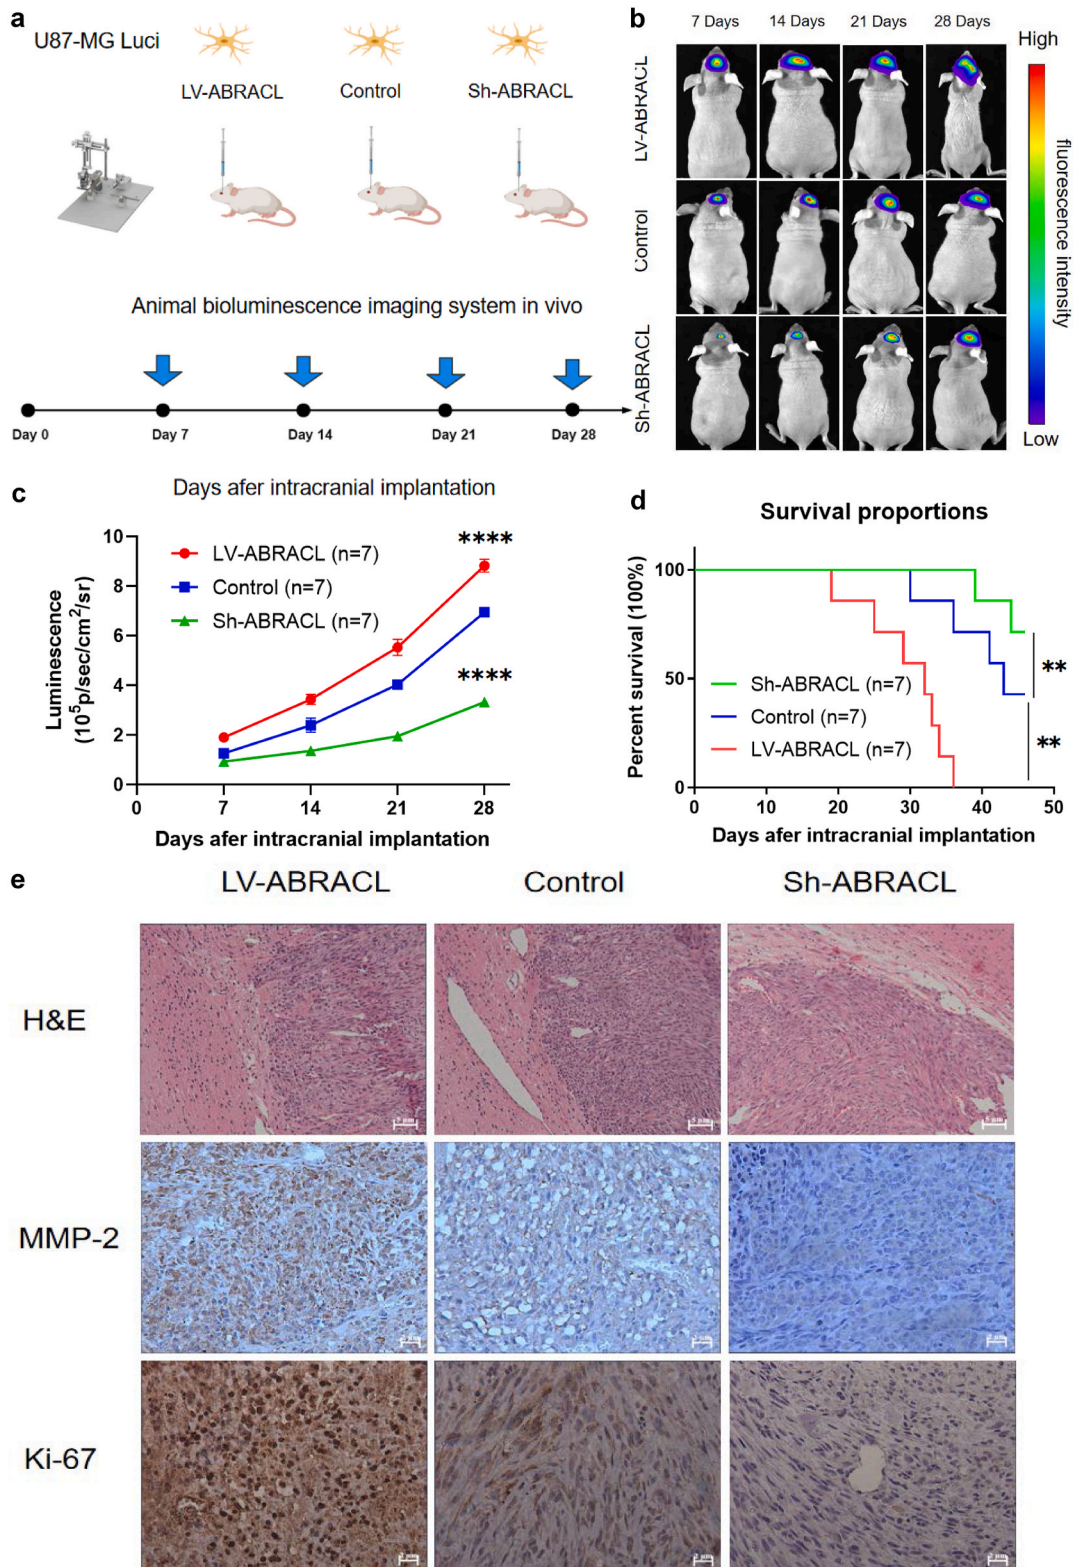 a
U87-MG Luci
LV-ABRACL
Control
Sh-ABRACL
Animal bioluminescence imaging system in vivo
Day 0
Day 7
Day 14
Day 21
Day 28
Days afer intracranial implantation
b
7 Days
14 Days
21 Days
28 Days
LV-ABRACL
Control
Sh-ABRACL
High
fluorescence intensity
Low
c
10
8
6
4
2
0
Luminescence
(10⁵p/sec/cm²/sr)
LV-ABRACL (n=7)
Control (n=7)
Sh-ABRACL (n=7)
****
****
0
7
14
21
28
Days afer intracranial implantation
d
Survival proportions
Percent survival (100%)
100
50
0
Sh-ABRACL (n=7)
Control (n=7)
LV-ABRACL (n=7)
**
**
0
10
20
30
40
50
Days afer intracranial implantation
e
LV-ABRACL
Control
Sh-ABRACL
H&E
MMP-2
Ki-67